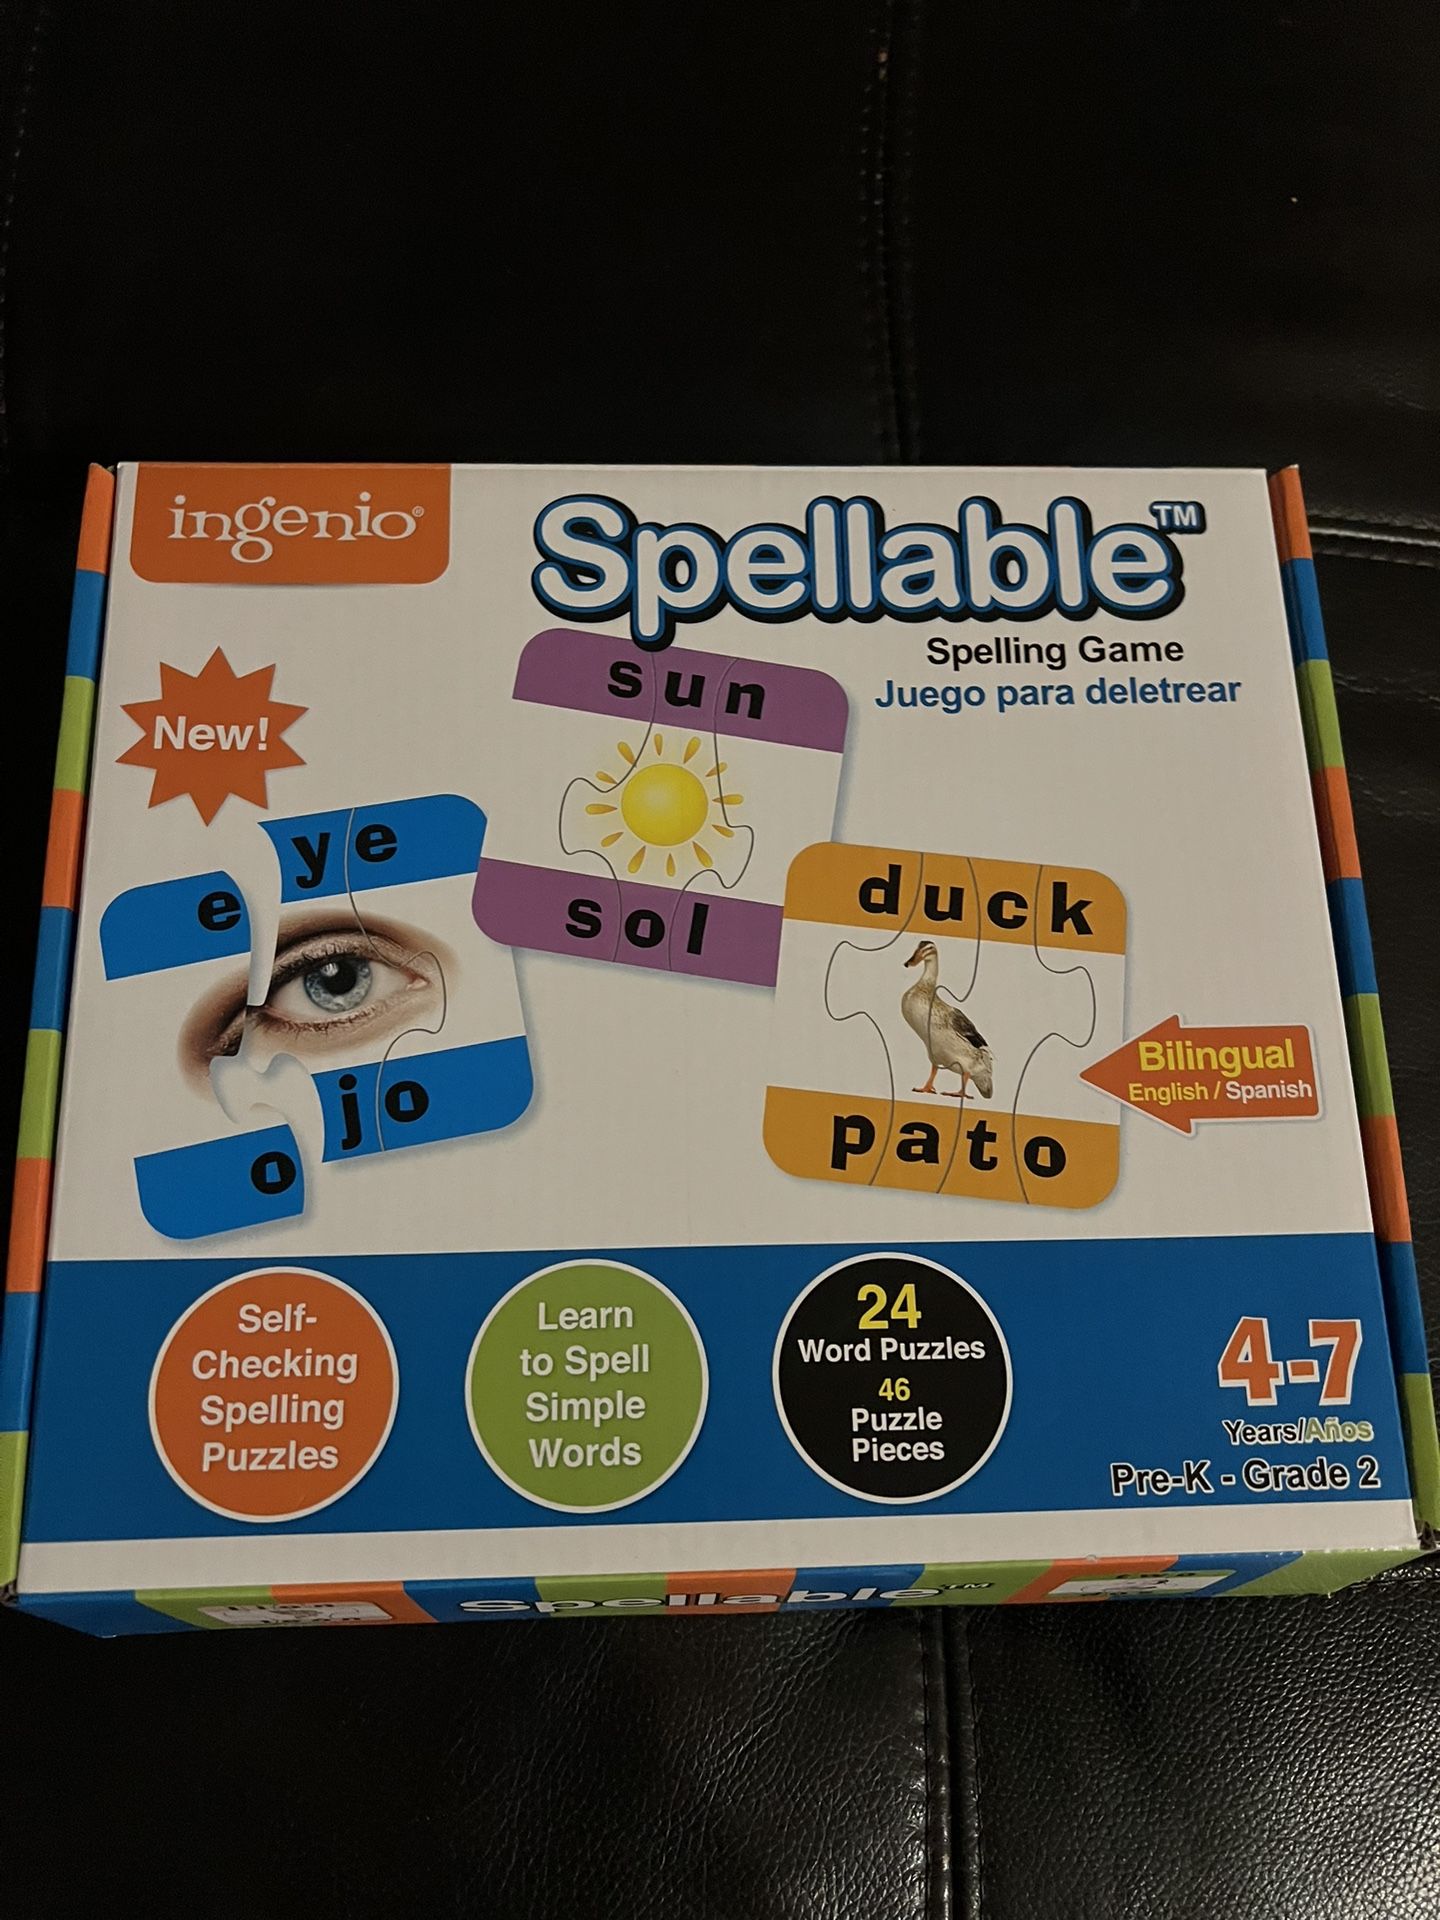 ingenio®
Spellable™
Spelling Game
Juego para deletrear
New!
sun
sol
eye
ojo
duck
pato
Bilingual
English / Spanish
Self-
Checking
Spelling
Puzzles
Learn
to Spell
Simple
Words
24
Word Puzzles
46
Puzzle
Pieces
4-7
Years/Años
Pre-K - Grade 2
Spellable™